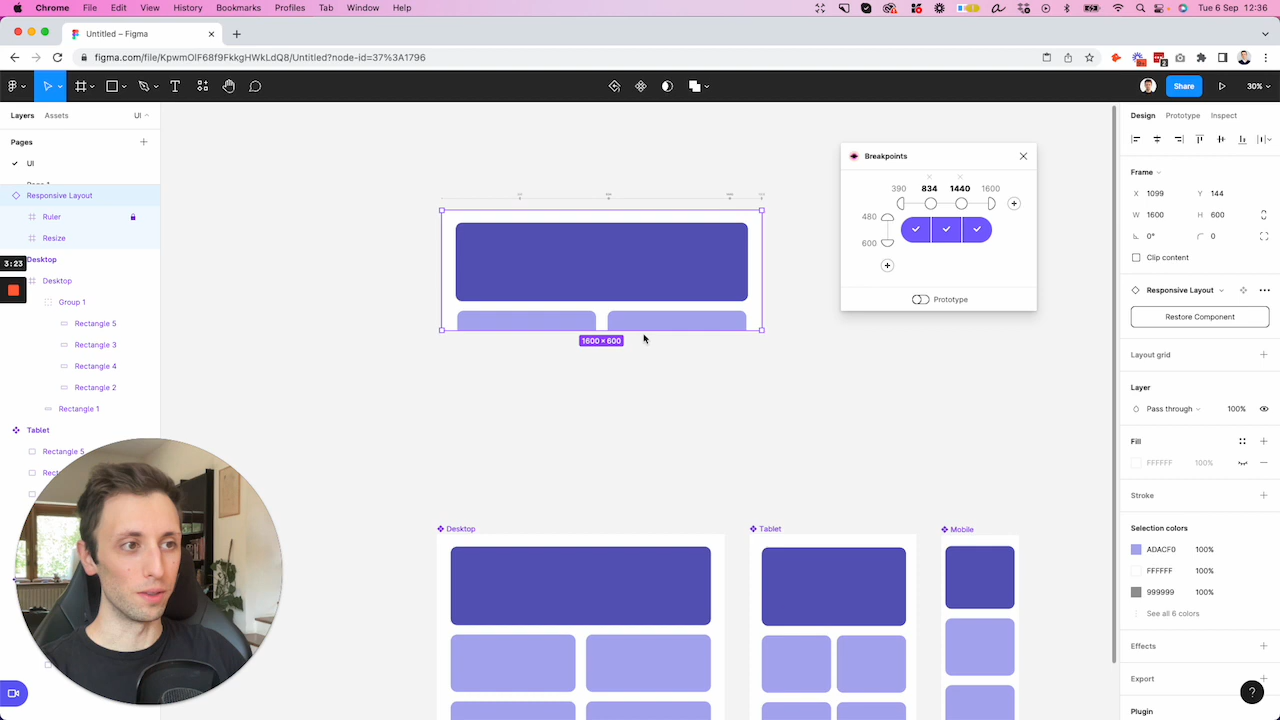 Chrome File Edit View History Bookmarks Profiles Tab Window Help
Tue 6 Sep 12:36
Untitled – Figma
figma.com/file/KpwmOIF68f9FkkgHWkLdQ8/Untitled?node-id=37%3A1796
Share
30%
Layers Assets UI
Design Prototype Inspect
Pages
UI
Responsive Layout
Ruler
Resize
3:23
Desktop
Desktop
Group 1
Rectangle 5
Rectangle 3
Rectangle 4
Rectangle 2
Rectangle 1
Tablet
Rectangle 5
1600 × 600
Breakpoints
390 834 1440 1600
480
600
Prototype
Desktop
Tablet
Mobile
Frame
X 1099 Y 144
W 1600 H 600
0° 0
Clip content
Responsive Layout
Restore Component
Layout grid
Layer
Pass through 100%
Fill
FFFFFF 100%
Stroke
Selection colors
ADACF0 100%
FFFFFF 100%
999999 100%
See all 6 colors
Effects
Export
Plugin
?